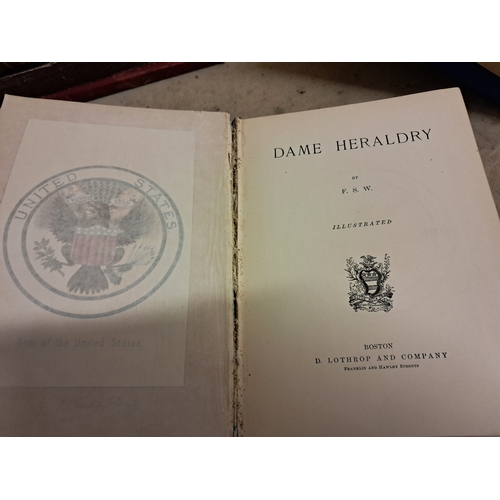 UNITED STATES
Seal of the United States.
DAME HERALDRY
BY
F. S. W.
ILLUSTRATED
BOSTON
D. LOTHROP AND COMPANY
FRANKLIN AND HAWLEY STREETS